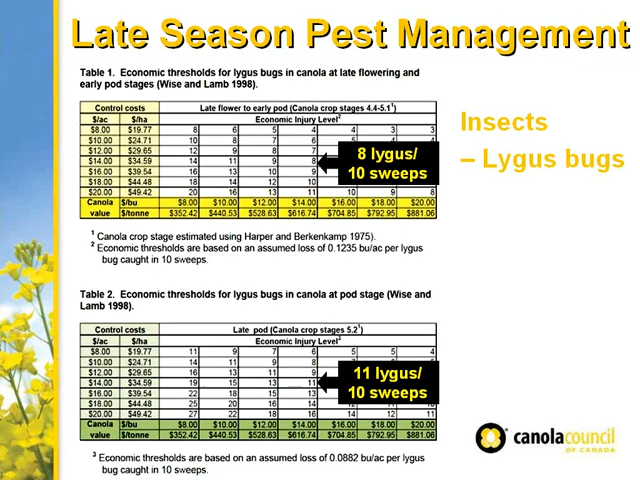 Late Season Pest Management
Table 1. Economic thresholds for lygus bugs in canola at late flowering and
early pod stages (Wise and Lamb 1998).
Control costs Late flower to early pod (Canola crop stages 4.4-5.1¹)
$/ac $/ha Economic Injury Level²
$8.00 $19.77 8 6 5 4 4 3 3
$10.00 $24.71 10 8 7 6
$12.00 $29.65 12 9 8 7
$14.00 $34.59 14 11 9 8
$16.00 $39.54 16 13 10 9
$18.00 $44.48 18 14 12 10
$20.00 $49.42 20 16 13 11 10 9 8
Canola $/bu $8.00 $10.00 $12.00 $14.00 $16.00 $18.00 $20.00
value $/tonne $352.42 $440.53 $528.63 $616.74 $704.85 $792.95 $881.06
8 lygus/
10 sweeps
¹ Canola crop stage estimated using Harper and Berkenkamp 1975).
² Economic thresholds are based on an assumed loss of 0.1235 bu/ac per lygus
bug caught in 10 sweeps.
Table 2. Economic thresholds for lygus bugs in canola at pod stage (Wise and
Lamb 1998).
Control costs Late pod (Canola crop stages 5.2¹)
$/ac $/ha Economic Injury Level³
$8.00 $19.77 11 9 7 6 5 5 4
$10.00 $24.71 14 11 9 8
$12.00 $29.65 16 13 11 9
$14.00 $34.59 19 15 13 11
$16.00 $39.54 22 18 15 13
$18.00 $44.48 25 20 16 14
$20.00 $49.42 27 22 18 16 14 12 11
Canola $/bu $8.00 $10.00 $12.00 $14.00 $16.00 $18.00 $20.00
value $/tonne $352.42 $440.53 $528.63 $616.74 $704.85 $792.95 $881.06
11 lygus/
10 sweeps
³ Economic thresholds are based on an assumed loss of 0.0882 bu/ac per lygus
bug caught in 10 sweeps.
Insects
– Lygus bugs
canolacouncil
OF CANADA